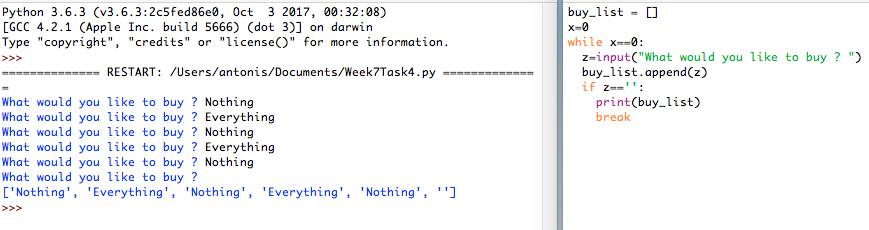 Python 3.6.3 (v3.6.3:2c5fed86e0, Oct  3 2017, 00:32:08)
[GCC 4.2.1 (Apple Inc. build 5666) (dot 3)] on darwin
Type "copyright", "credits" or "license()" for more information.
>>>
============== RESTART: /Users/antonis/Documents/Week7Task4.py =============
=
What would you like to buy ? Nothing
What would you like to buy ? Everything
What would you like to buy ? Nothing
What would you like to buy ? Everything
What would you like to buy ? Nothing
What would you like to buy ?
['Nothing', 'Everything', 'Nothing', 'Everything', 'Nothing', '']
>>>
buy_list = []
x=0
while x==0:
  z=input("What would you like to buy ? ")
  buy_list.append(z)
  if z=='':
    print(buy_list)
    break